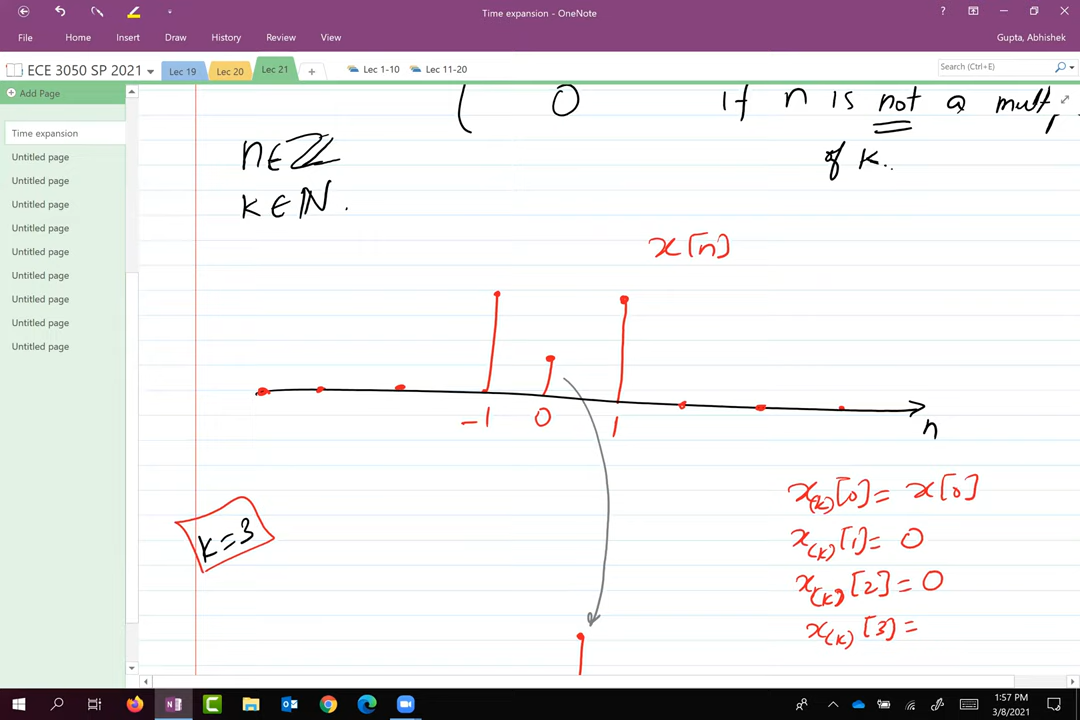 Time expansion - OneNote
File Home Insert Draw History Review View
Gupta, Abhishek
ECE 3050 SP 2021
Lec 19
Lec 20
Lec 21
Lec 1-10
Lec 11-20
Search (Ctrl+E)
Add Page
Time expansion
Untitled page
Untitled page
Untitled page
Untitled page
Untitled page
Untitled page
Untitled page
Untitled page
Untitled page
0 If n is not a mult,
of k..
n∈ℤ
k∈ℕ.
x[n]
-1 0 1
n
k=3
x(k)[0]= x[0]
x(k)[1]= 0
x(k)[2]= 0
x(k)[3]=
1:57 PM
3/8/2021